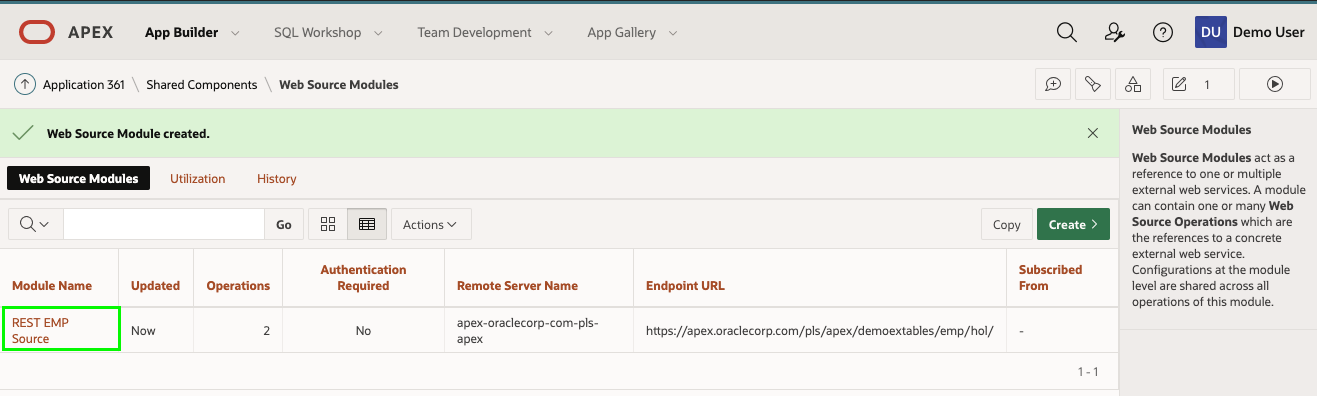 APEX
App Builder
SQL Workshop
Team Development
App Gallery
DU
Demo User
Application 361 \ Shared Components \ Web Source Modules
1
Web Source Module created.
Web Source Modules
Utilization
History
Go
Actions
Copy
Create
Module Name
Updated
Operations
Authentication
Required
Remote Server Name
Endpoint URL
Subscribed
From
REST EMP
Source
Now
2
No
apex-oraclecorp-com-pls-
apex
https://apex.oraclecorp.com/pls/apex/demoextables/emp/hol/
-
1 - 1
Web Source Modules
Web Source Modules act as a
reference to one or multiple
external web services. A module
can contain one or many Web
Source Operations which are
the references to a concrete
external web service.
Configurations at the module
level are shared across all
operations of this module.